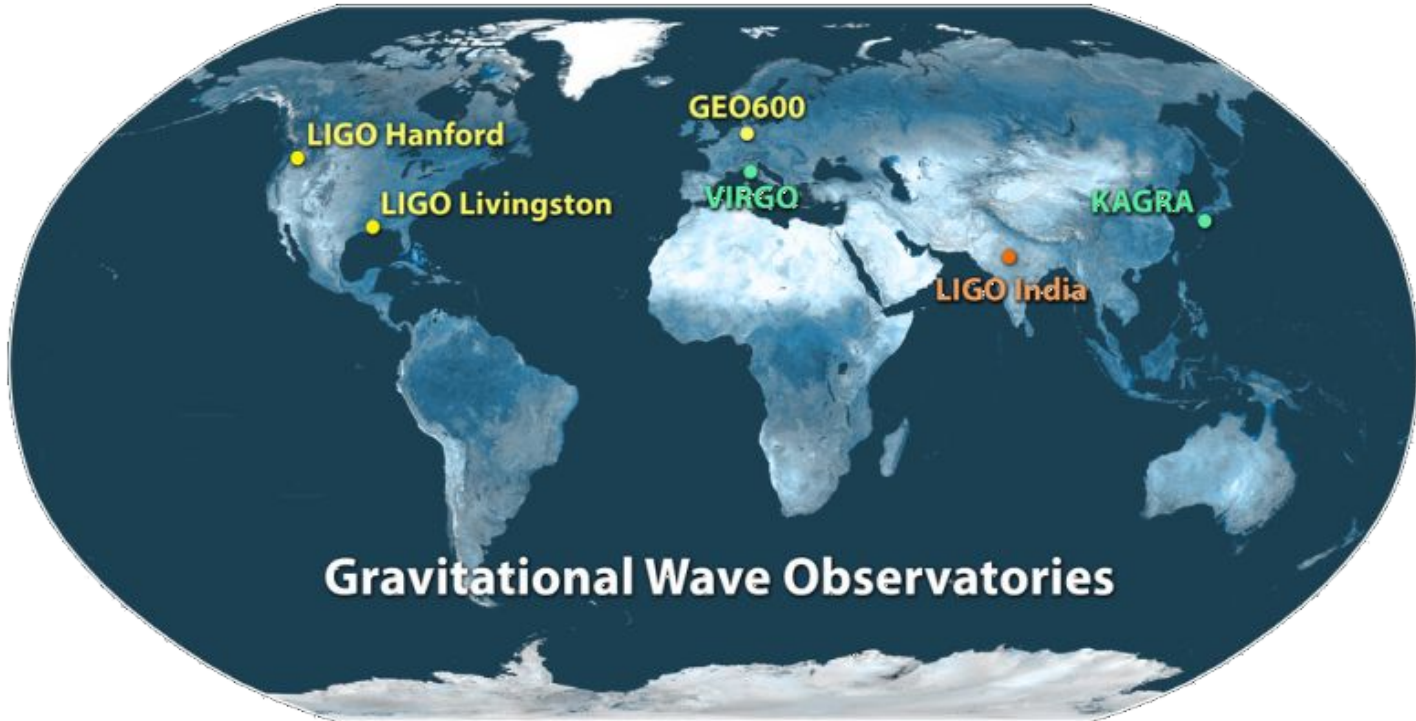 GEO600
LIGO Hanford
LIGO Livingston
VIRGO
KAGRA
LIGO India
Gravitational Wave Observatories